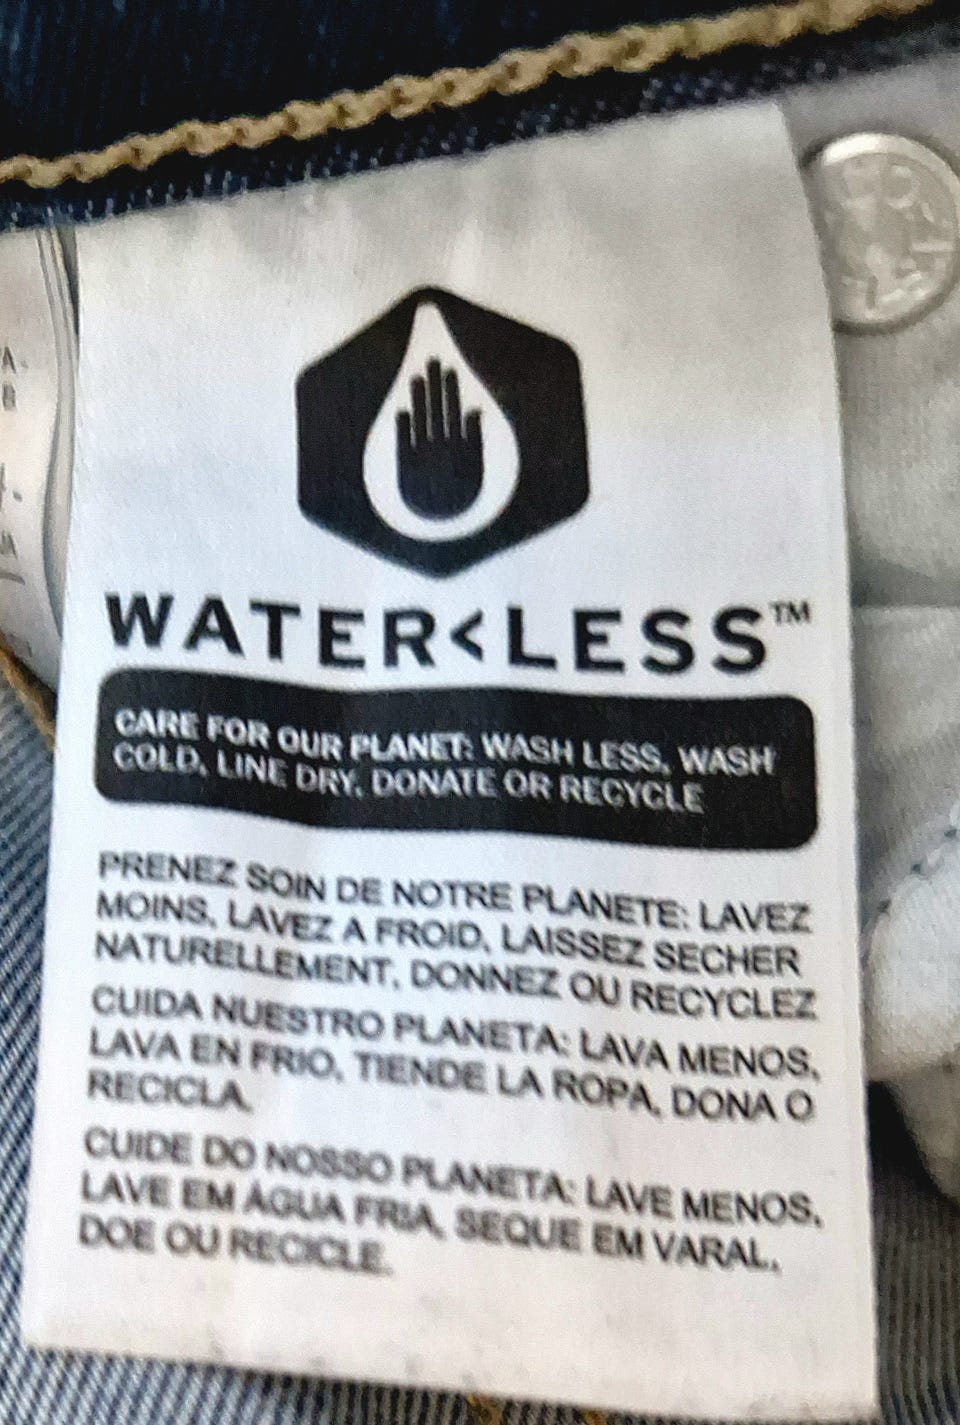 WATER<LESS™
CARE FOR OUR PLANET: WASH LESS, WASH
COLD, LINE DRY, DONATE OR RECYCLE
PRENEZ SOIN DE NOTRE PLANETE: LAVEZ
MOINS, LAVEZ A FROID, LAISSEZ SECHER
NATURELLEMENT, DONNEZ OU RECYCLEZ
CUIDA NUESTRO PLANETA: LAVA MENOS,
LAVA EN FRIO, TIENDE LA ROPA, DONA O
RECICLA.
CUIDE DO NOSSO PLANETA: LAVE MENOS,
LAVE EM ÁGUA FRIA, SEQUE EM VARAL,
DOE OU RECICLE.